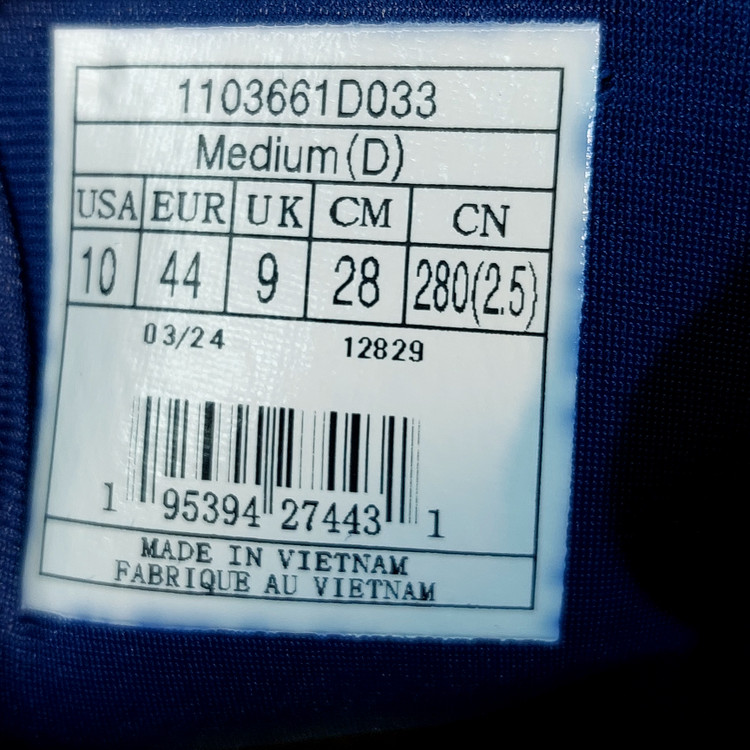 1103661D033
Medium(D)
USA EUR UK CM CN
10 44 9 28 280(2.5)
03/24 12829
1 95394 27443 1
MADE IN VIETNAM
FABRIQUE AU VIETNAM